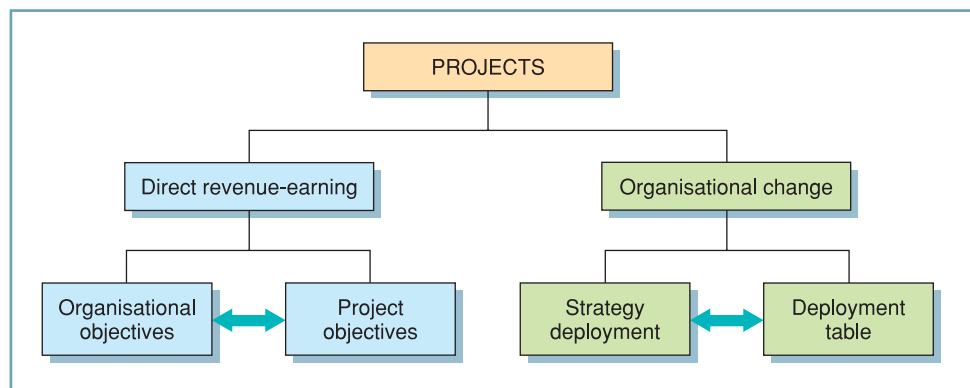 PROJECTS
Direct revenue-earning
Organisational change
Organisational
objectives
Project
objectives
Strategy
deployment
Deployment
table